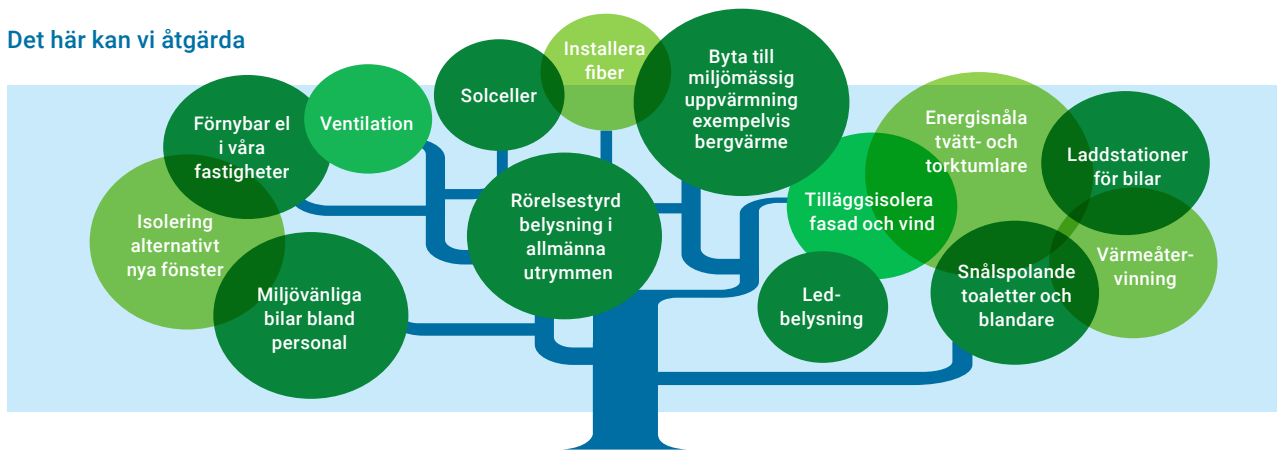 Det här kan vi åtgärda
Förnybar el
i våra
fastigheter
Ventilation
Solceller
Installera
fiber
Byta till
miljömässig
uppvärmning
exempelvis
bergvärme
Energisnåla
tvätt- och
torktumlare
Laddstationer
för bilar
Isolering
alternativt
nya fönster
Rörelsestyrd
belysning i
allmänna
utrymmen
Tilläggsisolera
fasad och vind
Värmeåter-
vinning
Miljövänliga
bilar bland
personal
Led-
belysning
Snålspolande
toaletter och
blandare